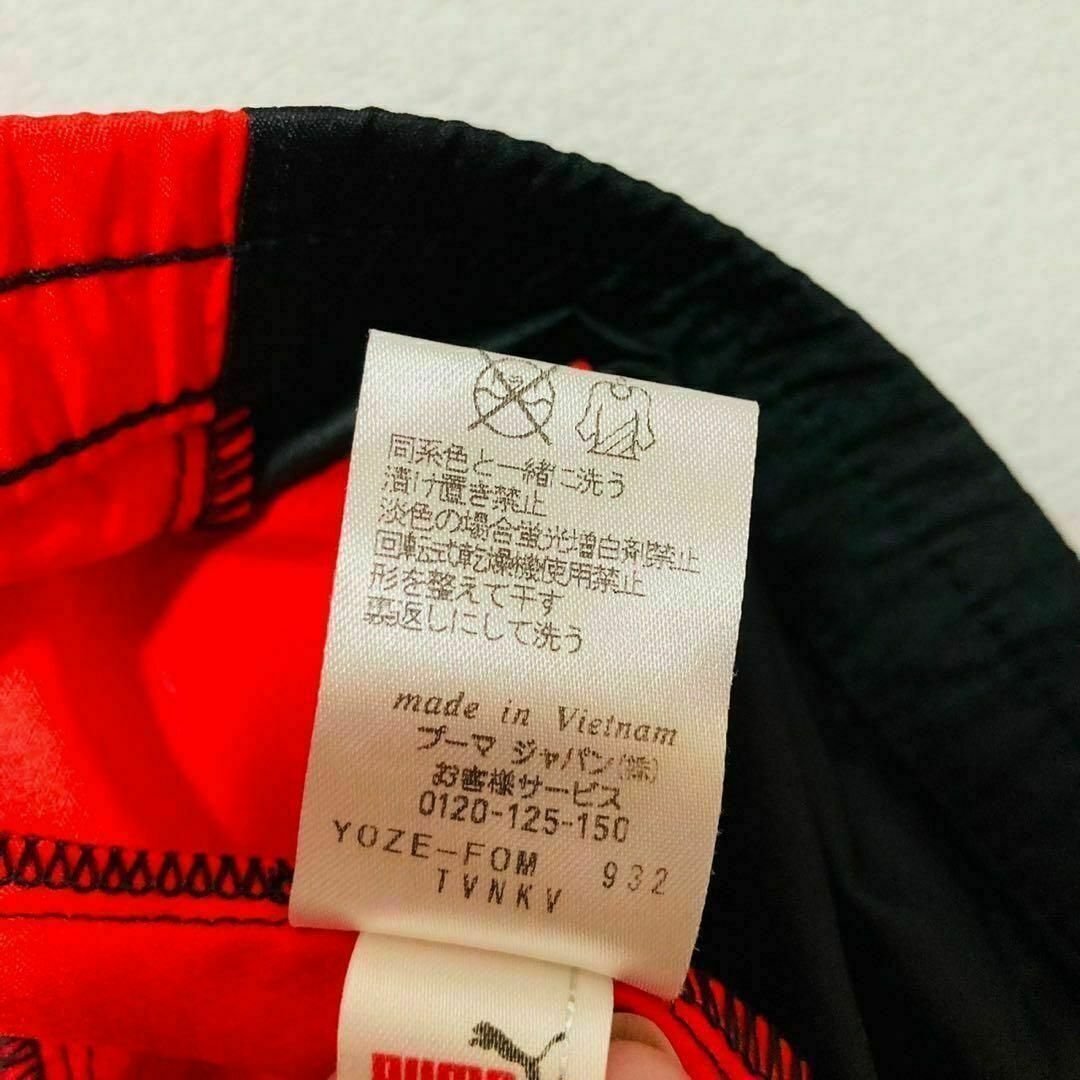 同系色と一緒に洗う
漬け置き禁止
淡色の場合蛍光増白剤禁止
回転式乾燥機使用禁止
形を整えて干す
裏返しにして洗う
made in Vietnam
プーマ ジャパン(株)
お客様サービス
0120-125-150
YOZE-FOM 932
TVNKV
PUMA